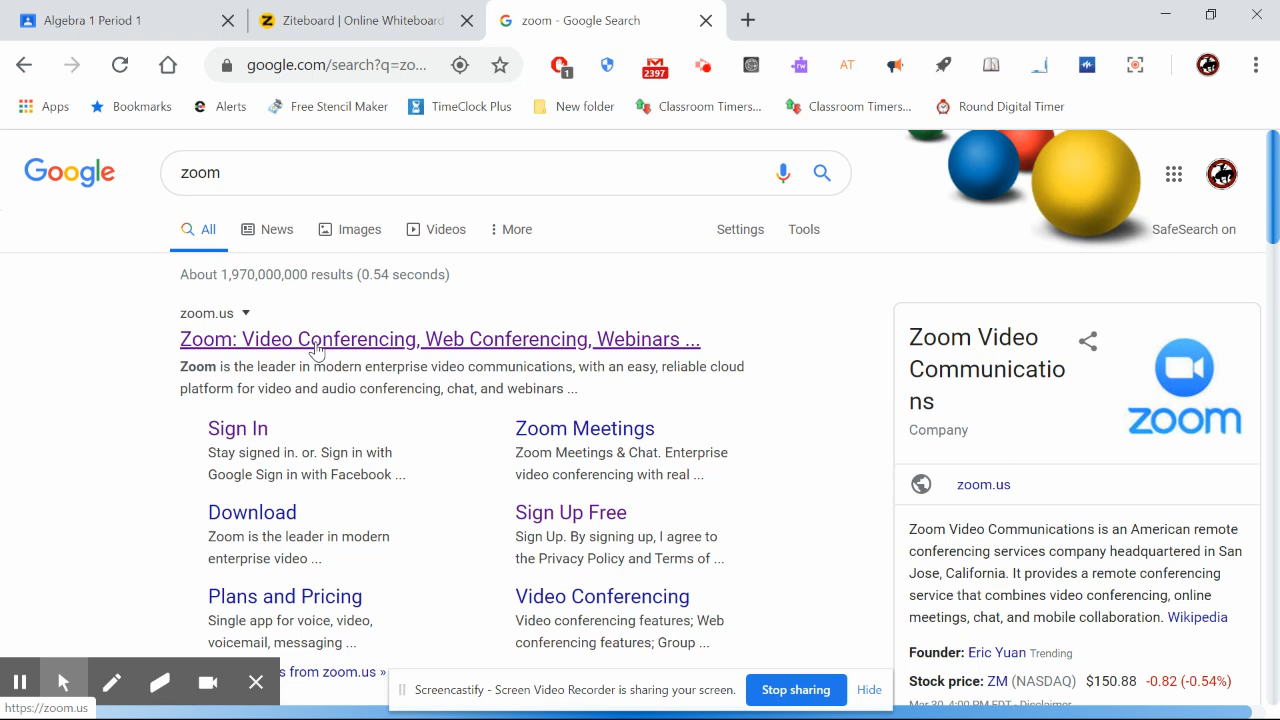 Algebra 1 Period 1
Ziteboard | Online Whiteboard
zoom - Google Search
google.com/search?q=zo...
1
2397
rw
AT
Apps
Bookmarks
Alerts
Free Stencil Maker
TimeClock Plus
New folder
Classroom Timers...
Classroom Timers...
Round Digital Timer
Google
zoom
All
News
Images
Videos
More
Settings
Tools
SafeSearch on
About 1,970,000,000 results (0.54 seconds)
zoom.us
Zoom: Video Conferencing, Web Conferencing, Webinars ...
Zoom is the leader in modern enterprise video communications, with an easy, reliable cloud
platform for video and audio conferencing, chat, and webinars ...
Sign In
Stay signed in. or. Sign in with
Google Sign in with Facebook ...
Zoom Meetings
Zoom Meetings & Chat. Enterprise
video conferencing with real ...
Download
Zoom is the leader in modern
enterprise video ...
Sign Up Free
Sign Up. By signing up, I agree to
the Privacy Policy and Terms of ...
Plans and Pricing
Single app for voice, video,
voicemail, messaging ...
Video Conferencing
Video conferencing features; Web
conferencing features; Group ...
s from zoom.us »
Zoom Video
Communicatio
ns
Company
zoom
zoom.us
Zoom Video Communications is an American remote
conferencing services company headquartered in San
Jose, California. It provides a remote conferencing
service that combines video conferencing, online
meetings, chat, and mobile collaboration. Wikipedia
Founder: Eric Yuan Trending
Stock price: ZM (NASDAQ) $150.88 -0.82 (-0.54%)
Mar 30, 4:00 PM EDT - Disclaimer
Screencastify - Screen Video Recorder is sharing your screen.
Stop sharing
Hide
https://zoom.us